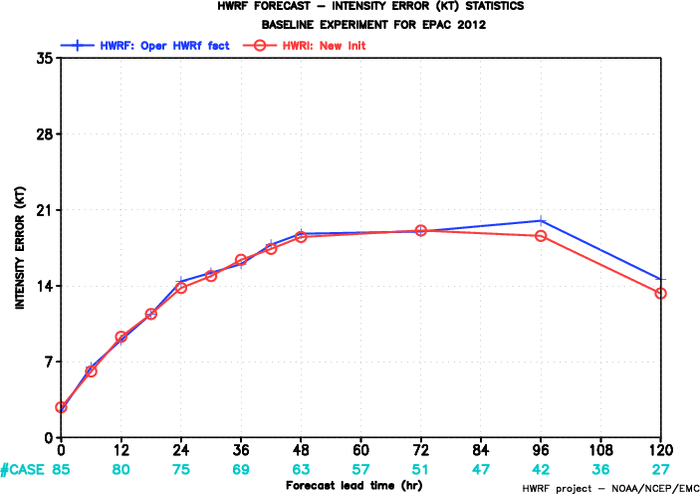 HWRF FORECAST – INTENSITY ERROR (KT) STATISTICS
BASELINE EXPERIMENT FOR EPAC 2012
HWRF: Oper HWRf fact HWRI: New Init
35
28
21
14
7
0
INTENSITY ERROR (KT)
0 12 24 36 48 60 72 84 96 108 120
#CASE 85 80 75 69 63 57 51 47 42 36 27
Forecast lead time (hr)
HWRF project – NOAA/NCEP/EMC